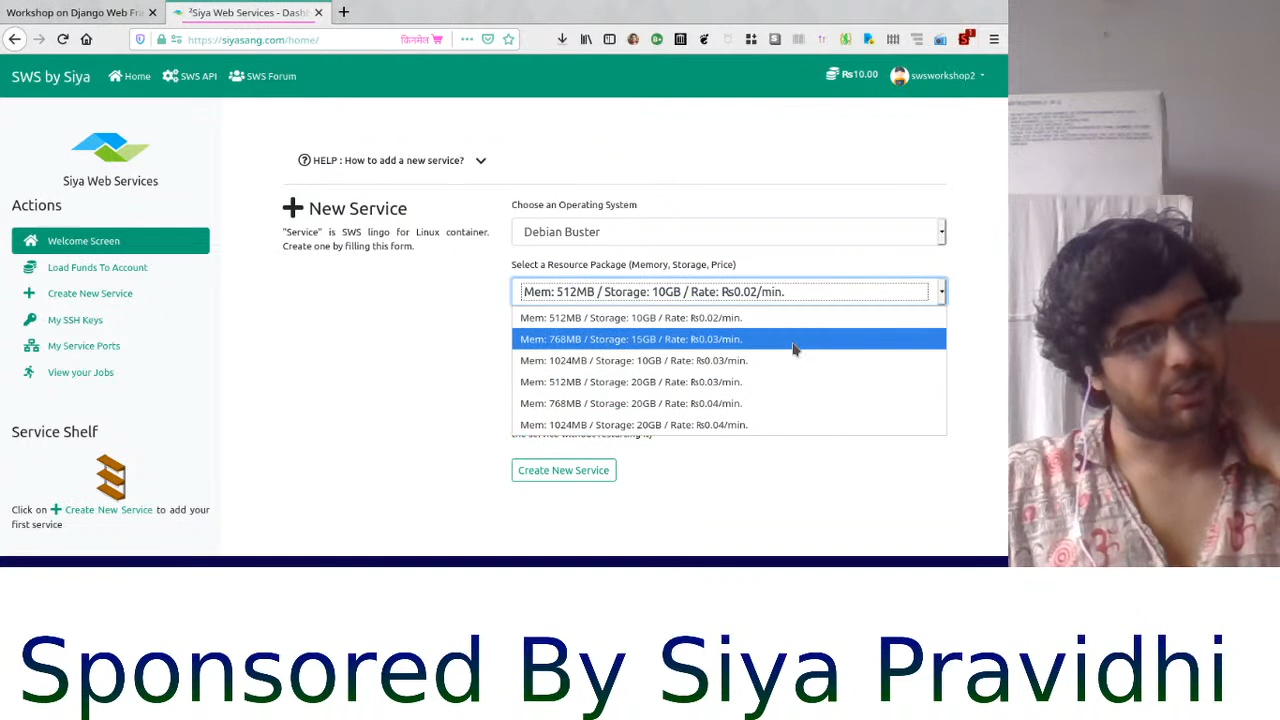 Workshop on Django Web Fra
Siya Web Services - Dashb
https://siyasang.com/home/
किनमेल
SWS by Siya
Home
SWS API
SWS Forum
₨10.00
swsworkshop2
Siya Web Services
Actions
Welcome Screen
Load Funds To Account
Create New Service
My SSH Keys
My Service Ports
View your Jobs
Service Shelf
Click on + Create New Service to add your
first service
HELP : How to add a new service?
New Service
"Service" is SWS lingo for Linux container.
Create one by filling this form.
Choose an Operating System
Debian Buster
Select a Resource Package (Memory, Storage, Price)
Mem: 512MB / Storage: 10GB / Rate: ₨0.02/min.
Mem: 512MB / Storage: 10GB / Rate: ₨0.02/min.
Mem: 768MB / Storage: 15GB / Rate: ₨0.03/min.
Mem: 1024MB / Storage: 10GB / Rate: ₨0.03/min.
Mem: 512MB / Storage: 20GB / Rate: ₨0.03/min.
Mem: 768MB / Storage: 20GB / Rate: ₨0.04/min.
Mem: 1024MB / Storage: 20GB / Rate: ₨0.04/min.
the service without restarting it)
Create New Service
Sponsored By Siya Pravidhi